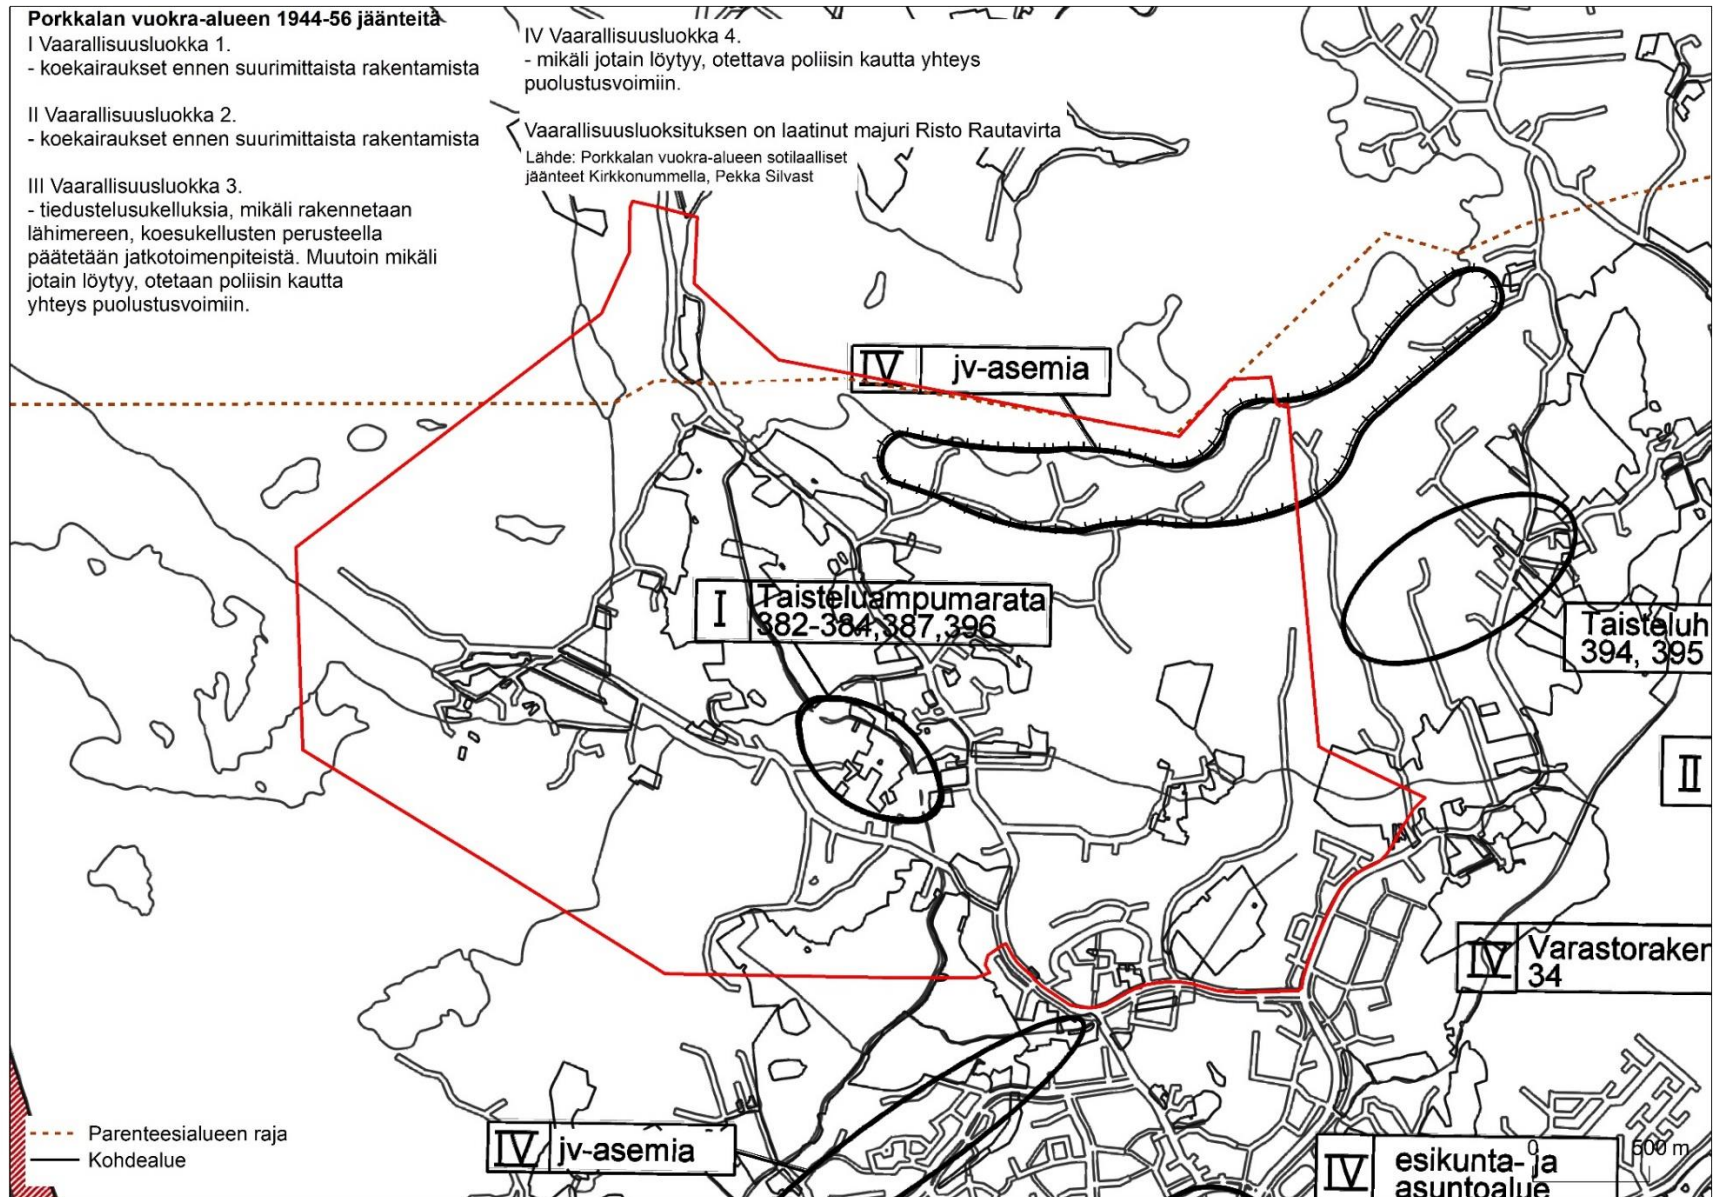 Porkkalan vuokra-alueen 1944-56 jäänteitä
I Vaarallisuusluokka 1.
- koekairaukset ennen suurimittaista rakentamista
II Vaarallisuusluokka 2.
- koekairaukset ennen suurimittaista rakentamista
III Vaarallisuusluokka 3.
- tiedustelusukelluksia, mikäli rakennetaan
lähimereen, koesukellusten perusteella
päätetään jatkotoimenpiteistä. Muutoin mikäli
jotain löytyy, otetaan poliisin kautta
yhteys puolustusvoimiin.
IV Vaarallisuusluokka 4.
- mikäli jotain löytyy, otettava poliisin kautta yhteys
puolustusvoimiin.
Vaarallisuusluoksituksen on laatinut majuri Risto Rautavirta
Lähde: Porkkalan vuokra-alueen sotilaalliset
jäänteet Kirkkonummella, Pekka Silvast
IV jv-asemia
I Taisteluampumarata
382-384,387,396
Taisteluh
394, 395
II
IV Varastoraken
34
IV jv-asemia
IV esikunta- ja
asuntoalue
0 500 m
Parenteesialueen raja
Kohdealue